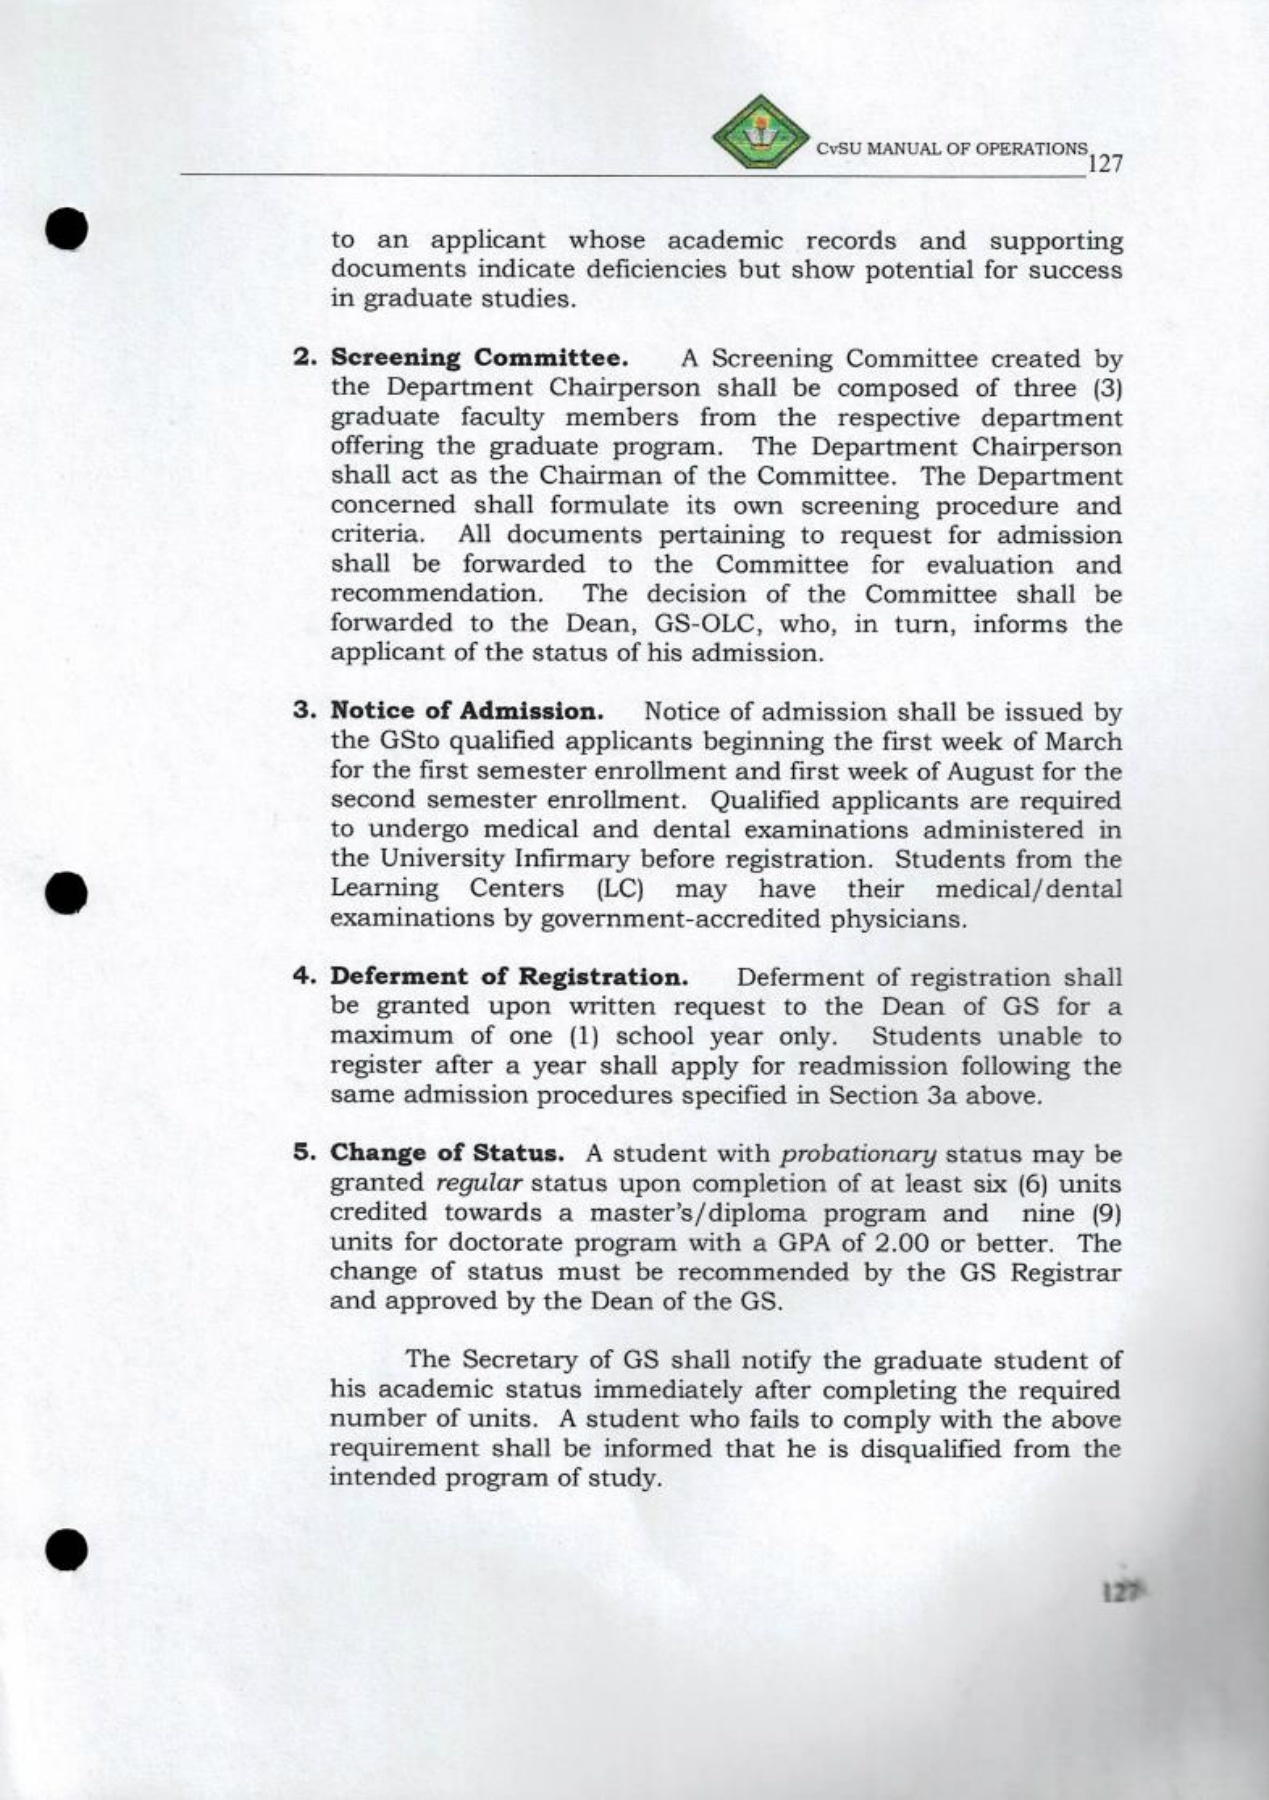 CvSU MANUAL OF OPERATIONS 127
to an applicant whose academic records and supporting
documents indicate deficiencies but show potential for success
in graduate studies.
2. Screening Committee. A Screening Committee created by
the Department Chairperson shall be composed of three (3)
graduate faculty members from the respective department
offering the graduate program. The Department Chairperson
shall act as the Chairman of the Committee. The Department
concerned shall formulate its own screening procedure and
criteria. All documents pertaining to request for admission
shall be forwarded to the Committee for evaluation and
recommendation. The decision of the Committee shall be
forwarded to the Dean, GS-OLC, who, in turn, informs the
applicant of the status of his admission.
3. Notice of Admission. Notice of admission shall be issued by
the GSto qualified applicants beginning the first week of March
for the first semester enrollment and first week of August for the
second semester enrollment. Qualified applicants are required
to undergo medical and dental examinations administered in
the University Infirmary before registration. Students from the
Learning Centers (LC) may have their medical/dental
examinations by government-accredited physicians.
4. Deferment of Registration. Deferment of registration shall
be granted upon written request to the Dean of GS for a
maximum of one (1) school year only. Students unable to
register after a year shall apply for readmission following the
same admission procedures specified in Section 3a above.
5. Change of Status. A student with probationary status may be
granted regular status upon completion of at least six (6) units
credited towards a master's/diploma program and nine (9)
units for doctorate program with a GPA of 2.00 or better. The
change of status must be recommended by the GS Registrar
and approved by the Dean of the GS.
The Secretary of GS shall notify the graduate student of
his academic status immediately after completing the required
number of units. A student who fails to comply with the above
requirement shall be informed that he is disqualified from the
intended program of study.
127